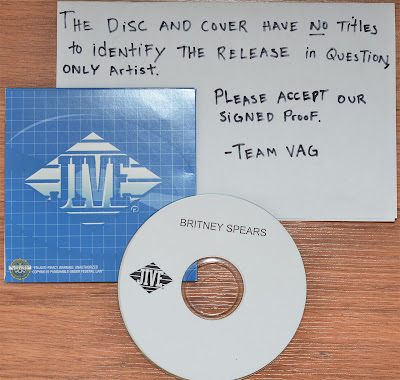 THE DISC AND COVER HAVE NO TITLES
TO IDENTIFY THE RELEASE IN QUESTION,
ONLY ARTIST.
PLEASE ACCEPT OUR
SIGNED PROOF.
-TEAM VAG
JIVE
BRITNEY SPEARS
JIVE